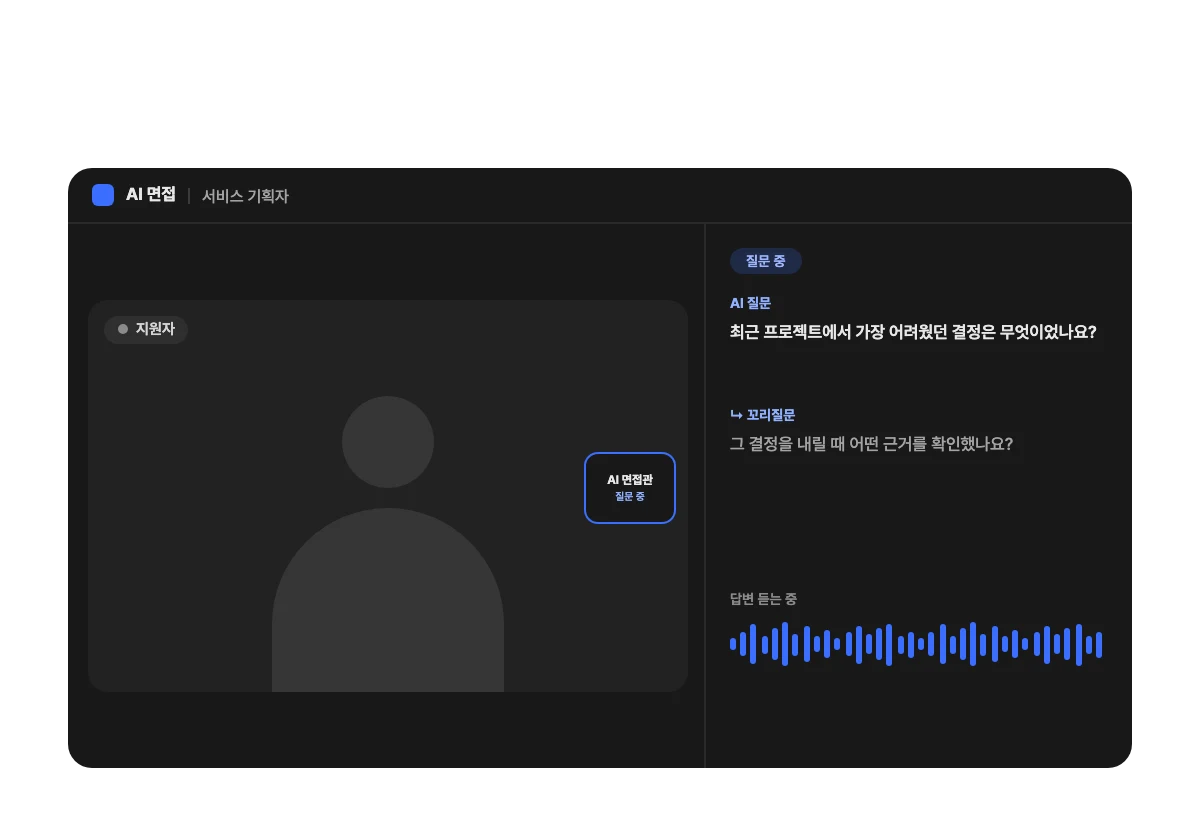 AI 면접 | 서비스 기획자
지원자
AI 면접관
질문 중
질문 중
AI 질문
최근 프로젝트에서 가장 어려웠던 결정은 무엇이었나요?
↳ 꼬리질문
그 결정을 내릴 때 어떤 근거를 확인했나요?
답변 듣는 중